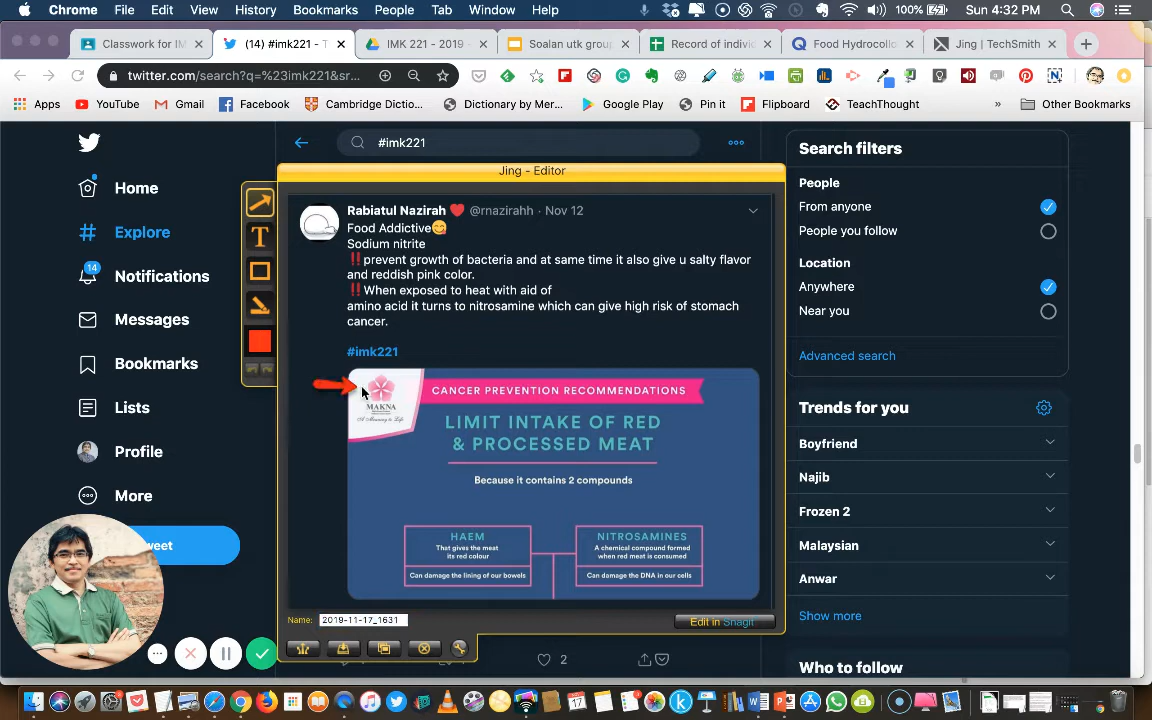 Chrome File Edit View History Bookmarks People Tab Window Help 100% Sun 4:32 PM
Classwork for IM
(14) #imk221 - T
IMK 221 - 2019 -
Soalan utk group
Record of individ
Food Hydrocollo
Jing | TechSmith
twitter.com/search?q=%23imk221&sr...
Apps YouTube Gmail Facebook Cambridge Dictio... Dictionary by Mer... Google Play Pin it Flipboard TeachThought » Other Bookmarks
#imk221
Home
Explore
14
Notifications
Messages
Bookmarks
Lists
Profile
More
weet
Jing - Editor
T
Rabiatul Nazirah @rnazirahh · Nov 12
Food Addictive
Sodium nitrite
‼prevent growth of bacteria and at same time it also give u salty flavor
and reddish pink color.
‼When exposed to heat with aid of
amino acid it turns to nitrosamine which can give high risk of stomach
cancer.
#imk221
MAKNA
CANCER PREVENTION RECOMMENDATIONS
LIMIT INTAKE OF RED
& PROCESSED MEAT
Because it contains 2 compounds
HAEM
That gives the meat
its red colour
Can damage the lining of our bowels
NITROSAMINES
A chemical compound formed
when red meat is consumed
Can damage the DNA in our cells
Name: 2019-11-17_1631
Edit in Snagit
2
Search filters
People
From anyone
People you follow
Location
Anywhere
Near you
Advanced search
Trends for you
Boyfriend
Najib
Frozen 2
Malaysian
Anwar
Show more
Who to follow